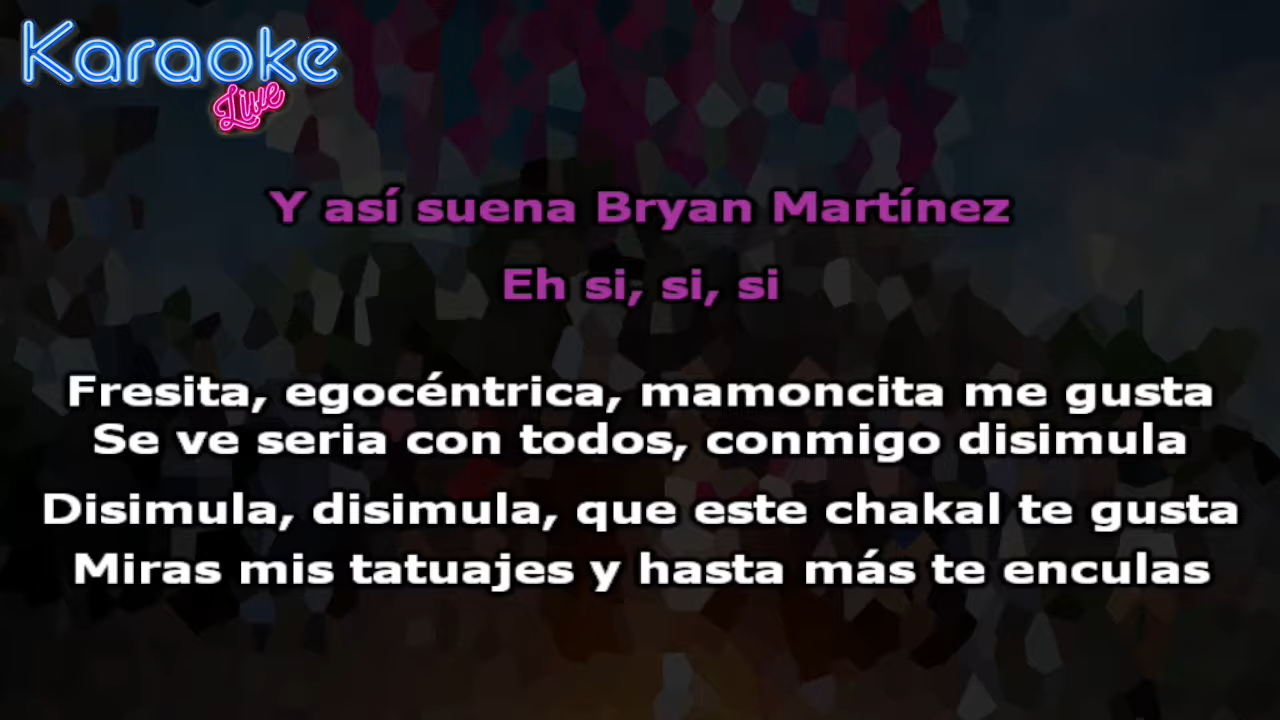 Karaoke
Live
Y así suena Bryan Martínez
Eh si, si, si
Fresita, egocéntrica, mamoncita me gusta
Se ve seria con todos, conmigo disimula
Disimula, disimula, que este chakal te gusta
Miras mis tatuajes y hasta más te enculas